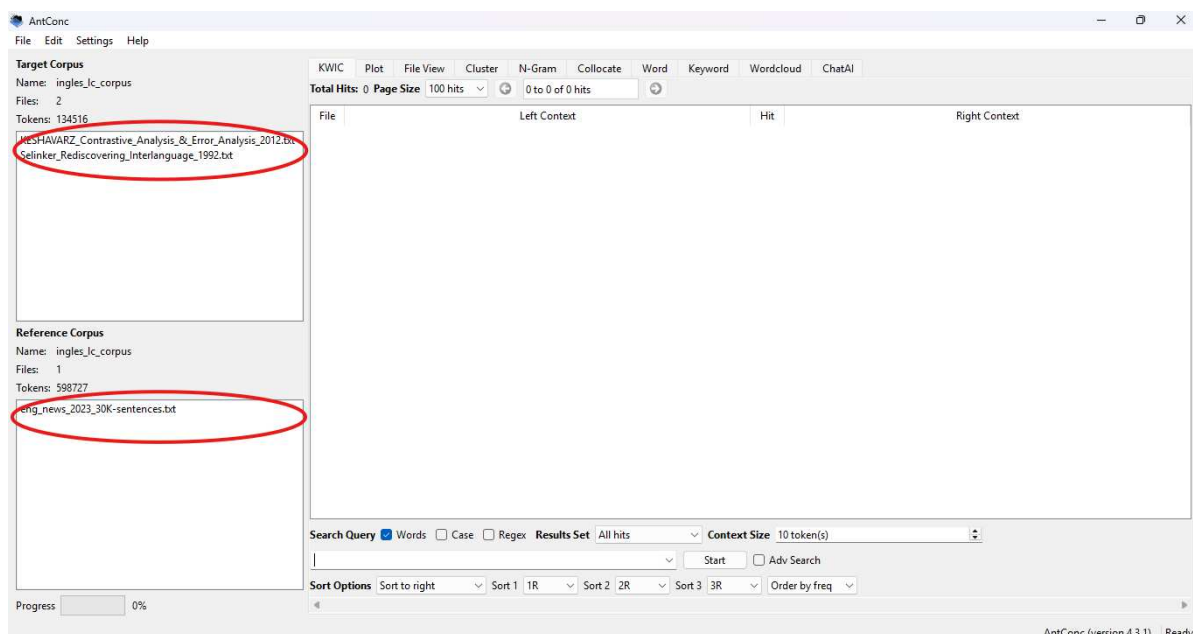 AntConc
File Edit Settings Help
Target Corpus
Name: ingles_lc_corpus
Files: 2
Tokens: 134516
KESHAVARZ_Contrastive_Analysis_&_Error_Analysis_2012.txt
Selinker_Rediscovering_Interlanguage_1992.txt
Reference Corpus
Name: ingles_lc_corpus
Files: 1
Tokens: 598727
eng_news_2023_30K-sentences.txt
Progress 0%
KWIC Plot File View Cluster N-Gram Collocate Word Keyword Wordcloud ChatAI
Total Hits: 0 Page Size 100 hits 0 to 0 of 0 hits
File Left Context Hit Right Context
Search Query Words Case Regex Results Set All hits Context Size 10 token(s)
Start Adv Search
Sort Options Sort to right Sort 1 1R Sort 2 2R Sort 3 3R Order by freq
AntConc (version 4.3.1) Ready